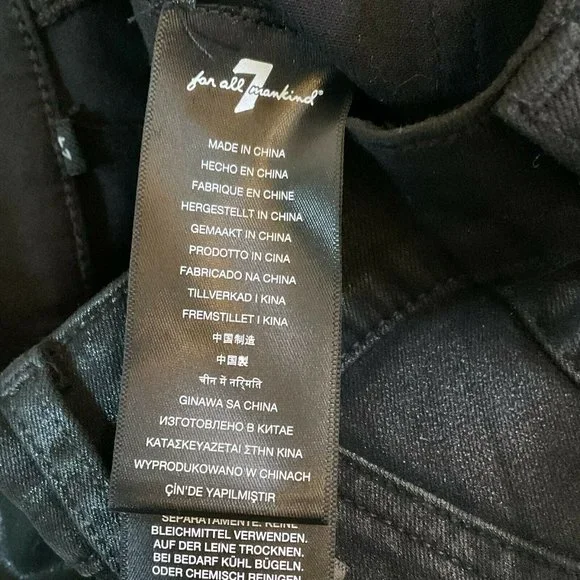 for all 7 mankind®
MADE IN CHINA
HECHO EN CHINA
FABRIQUE EN CHINE
HERGESTELLT IN CHINA
GEMAAKT IN CHINA
PRODOTTO IN CINA
FABRICADO NA CHINA
TILLVERKAD I KINA
FREMSTILLET I KINA
中国制造
中国製
चीन में नर्मिति
GINAWA SA CHINA
ИЗГОТОВЛЕНО В КИТАЕ
ΚΑΤΑΣΚΕΥΑΖΕΤΑΙ ΣΤΗΝ ΚΙΝΑ
WYPRODUKOWANO W CHINACH
ÇİN'DE YAPILMIŞTIR
SEPARATAMENTE. KEINE
BLEICHMITTEL VERWENDEN.
AUF DER LEINE TROCKNEN.
BEI BEDARF KÜHL BÜGELN.
ODER CHEMISCH REINIGEN